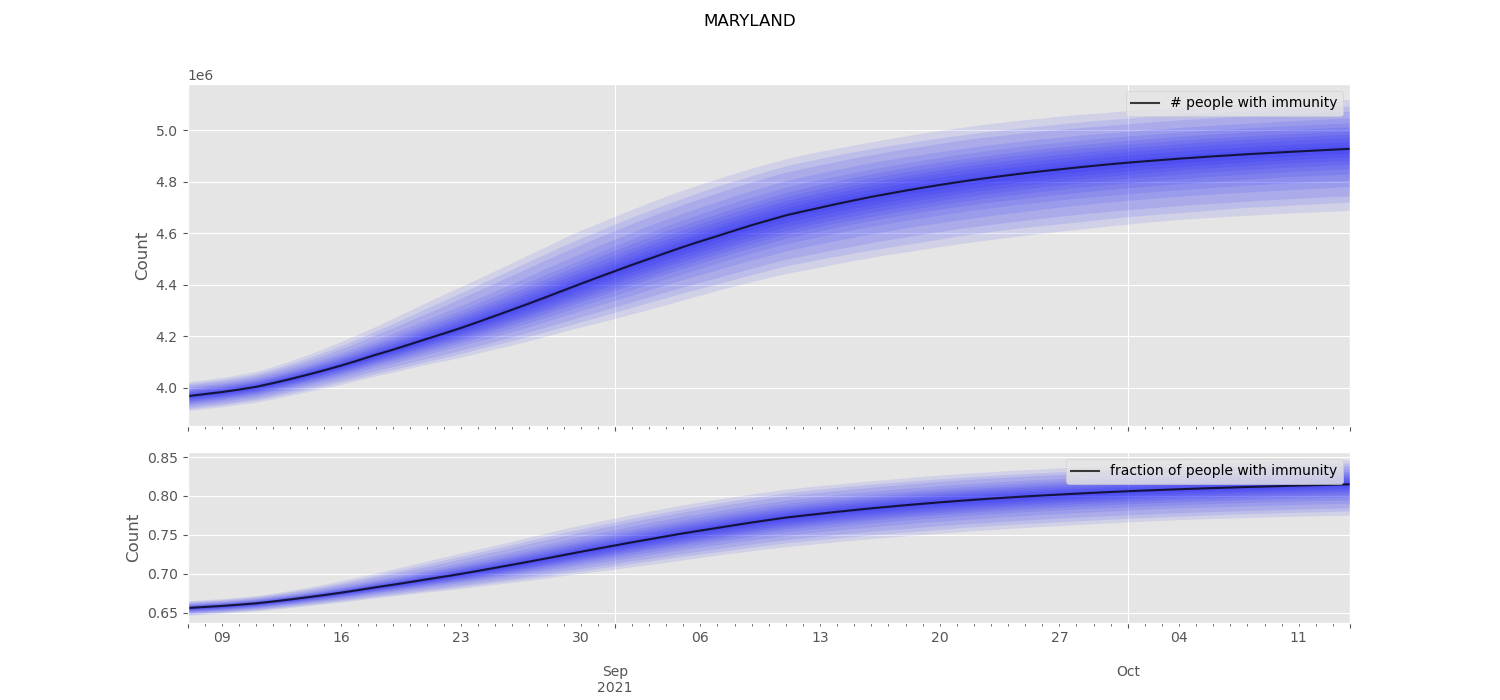 MARYLAND
1e6
# people with immunity
5.0
4.8
4.6
4.4
4.2
4.0
Count
fraction of people with immunity
0.85
0.80
0.75
0.70
0.65
Count
09 16 23 30 06 13 20 27 04 11
Sep Oct
2021